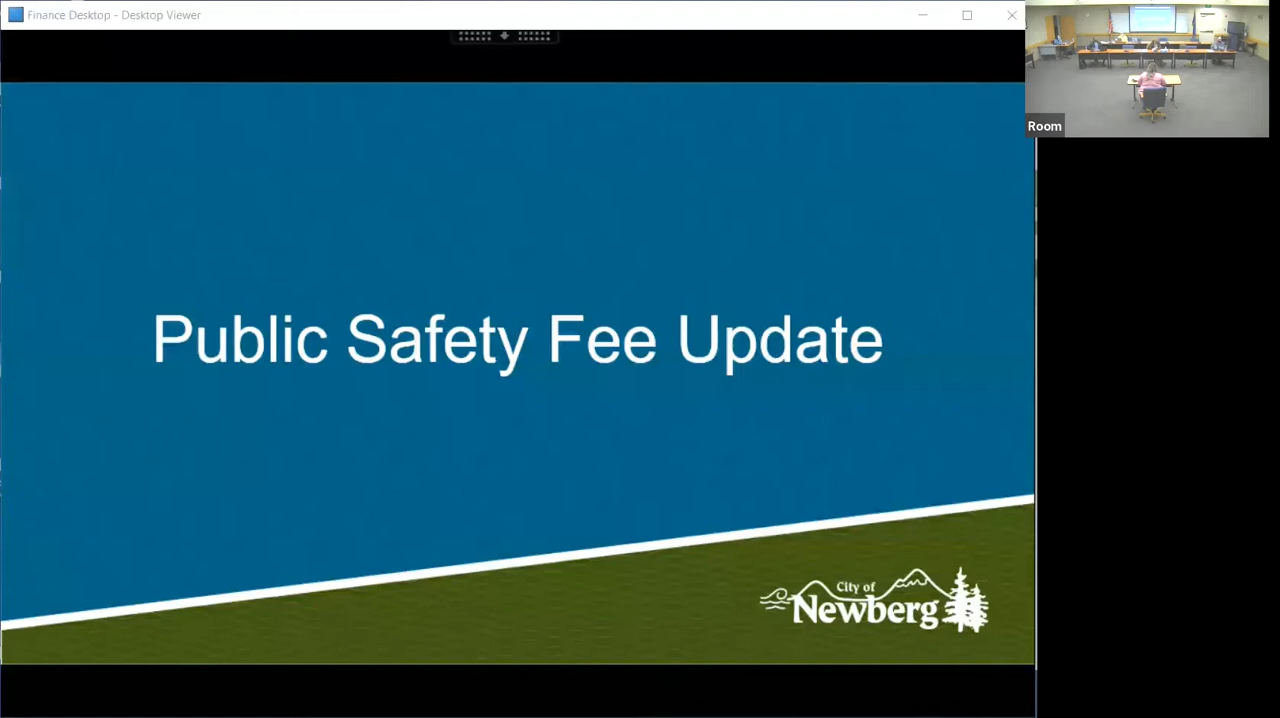 Finance Desktop - Desktop Viewer
Room
Public Safety Fee Update
City of
Newberg